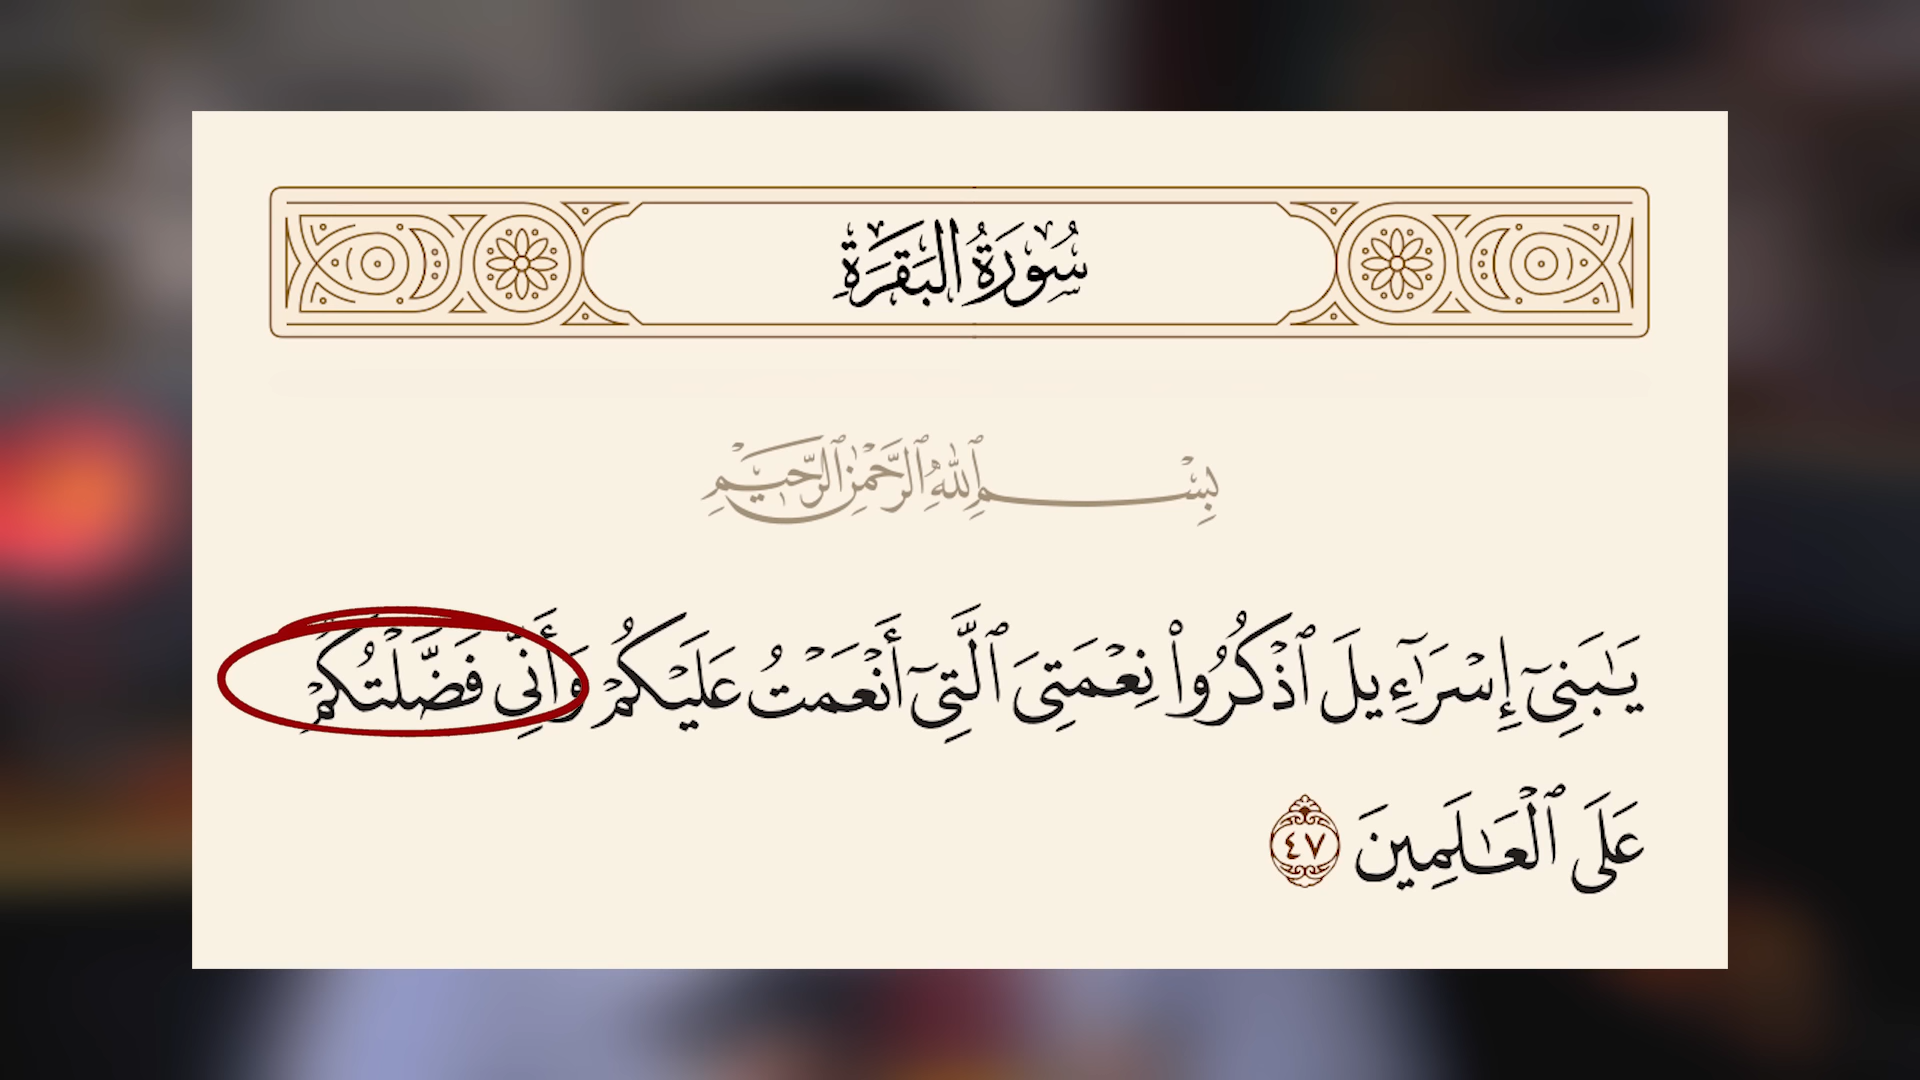 سُورَةُ البَقَرَةِ
بِسْمِ ٱللَّهِ ٱلرَّحْمَٰنِ ٱلرَّحِيمِ
يَـٰبَنِىٓ إِسْرَٰٓءِيلَ ٱذْكُرُوا۟ نِعْمَتِىَ ٱلَّتِىٓ أَنْعَمْتُ عَلَيْكُمْ وَأَنِّى فَضَّلْتُكُمْ
عَلَى ٱلْعَـٰلَمِينَ ٤٧